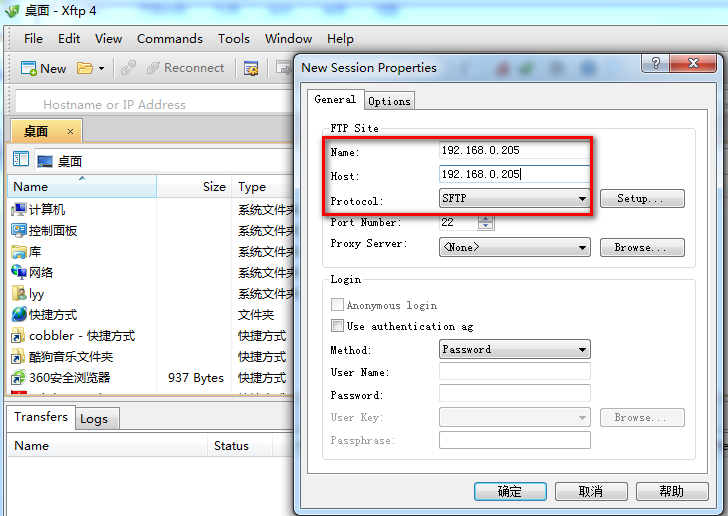 桌面 - Xftp 4
File Edit View Commands Tools Window Help
New Reconnect
Hostname or IP Address
桌面 ×
桌面
Name Size Type
计算机 系统文件夹
控制面板 系统文件夹
库 系统文件夹
网络 系统文件夹
lyy 系统文件夹
快捷方式 文件夹
cobbler - 快捷方式 快捷方式
酷狗音乐文件夹 快捷方式
360安全浏览器 937 Bytes 快捷方式
Transfers Logs
Name Status
New Session Properties
General Options
FTP Site
Name: 192.168.0.205
Host: 192.168.0.205
Protocol: SFTP Setup...
Port Number: 22
Proxy Server: <None> Browse...
Login
Anonymous login
Use authentication ag
Method: Password
User Name:
Password:
User Key: Browse...
Passphrase:
确定 取消 帮助